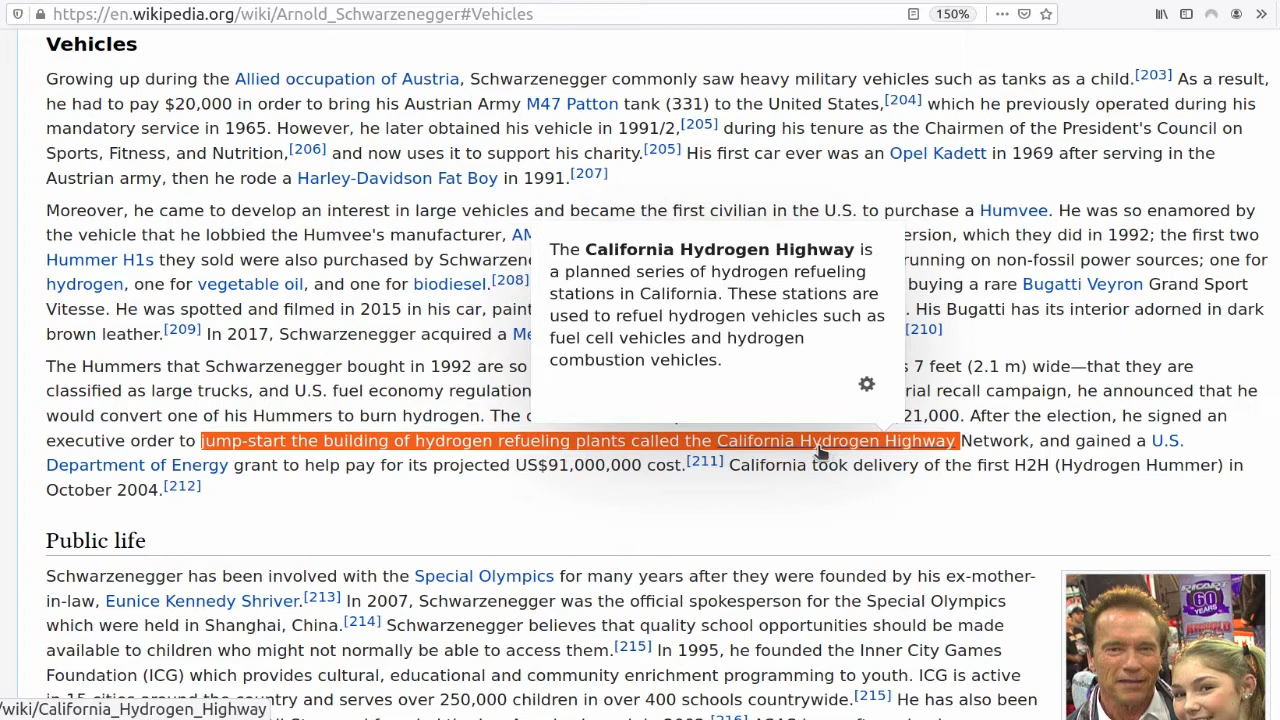 https://en.wikipedia.org/wiki/Arnold_Schwarzenegger#Vehicles 150%
Vehicles
Growing up during the Allied occupation of Austria, Schwarzenegger commonly saw heavy military vehicles such as tanks as a child.[203] As a result,
he had to pay $20,000 in order to bring his Austrian Army M47 Patton tank (331) to the United States,[204] which he previously operated during his
mandatory service in 1965. However, he later obtained his vehicle in 1991/2,[205] during his tenure as the Chairmen of the President's Council on
Sports, Fitness, and Nutrition,[206] and now uses it to support his charity.[205] His first car ever was an Opel Kadett in 1969 after serving in the
Austrian army, then he rode a Harley-Davidson Fat Boy in 1991.[207]
Moreover, he came to develop an interest in large vehicles and became the first civilian in the U.S. to purchase a Humvee. He was so enamored by
the vehicle that he lobbied the Humvee's manufacturer, AM ersion, which they did in 1992; the first two
Hummer H1s they sold were also purchased by Schwarzene running on non-fossil power sources; one for
hydrogen, one for vegetable oil, and one for biodiesel.[208] buying a rare Bugatti Veyron Grand Sport
Vitesse. He was spotted and filmed in 2015 in his car, pain . His Bugatti has its interior adorned in dark
brown leather.[209] In 2017, Schwarzenegger acquired a Me [210]
The Hummers that Schwarzenegger bought in 1992 are so 7 feet (2.1 m) wide—that they are
classified as large trucks, and U.S. fuel economy regulation rial recall campaign, he announced that he
would convert one of his Hummers to burn hydrogen. The c 21,000. After the election, he signed an
executive order to jump-start the building of hydrogen refueling plants called the California Hydrogen Highway Network, and gained a U.S.
Department of Energy grant to help pay for its projected US$91,000,000 cost.[211] California took delivery of the first H2H (Hydrogen Hummer) in
October 2004.[212]
The California Hydrogen Highway is
a planned series of hydrogen refueling
stations in California. These stations are
used to refuel hydrogen vehicles such as
fuel cell vehicles and hydrogen
combustion vehicles.
Public life
Schwarzenegger has been involved with the Special Olympics for many years after they were founded by his ex-mother-
in-law, Eunice Kennedy Shriver.[213] In 2007, Schwarzenegger was the official spokesperson for the Special Olympics
which were held in Shanghai, China.[214] Schwarzenegger believes that quality school opportunities should be made
available to children who might not normally be able to access them.[215] In 1995, he founded the Inner City Games
Foundation (ICG) which provides cultural, educational and community enrichment programming to youth. ICG is active
in 15 cities around the country and serves over 250,000 children in over 400 schools countrywide.[215] He has also been
/wiki/California_Hydrogen_Highway
60
YEARS